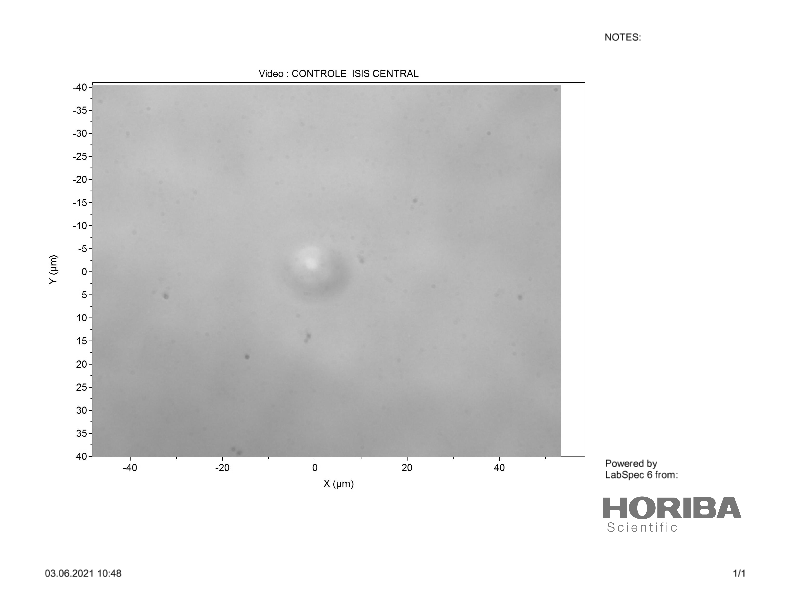 NOTES:
Video : CONTROLE ISIS CENTRAL
-40
-35
-30
-25
-20
-15
-10
-5
0
5
10
15
20
25
30
35
40
Y (µm)
-40 -20 0 20 40
X (µm)
Powered by
LabSpec 6 from:
HORIBA
Scientific
03.06.2021 10:48
1/1